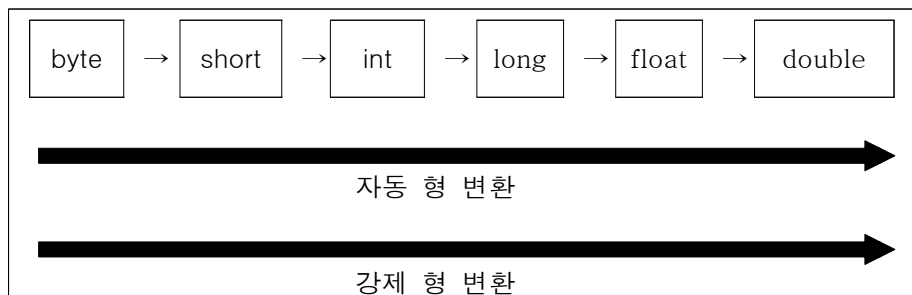 byte → short → int → long → float → double
자동 형 변환
강제 형 변환